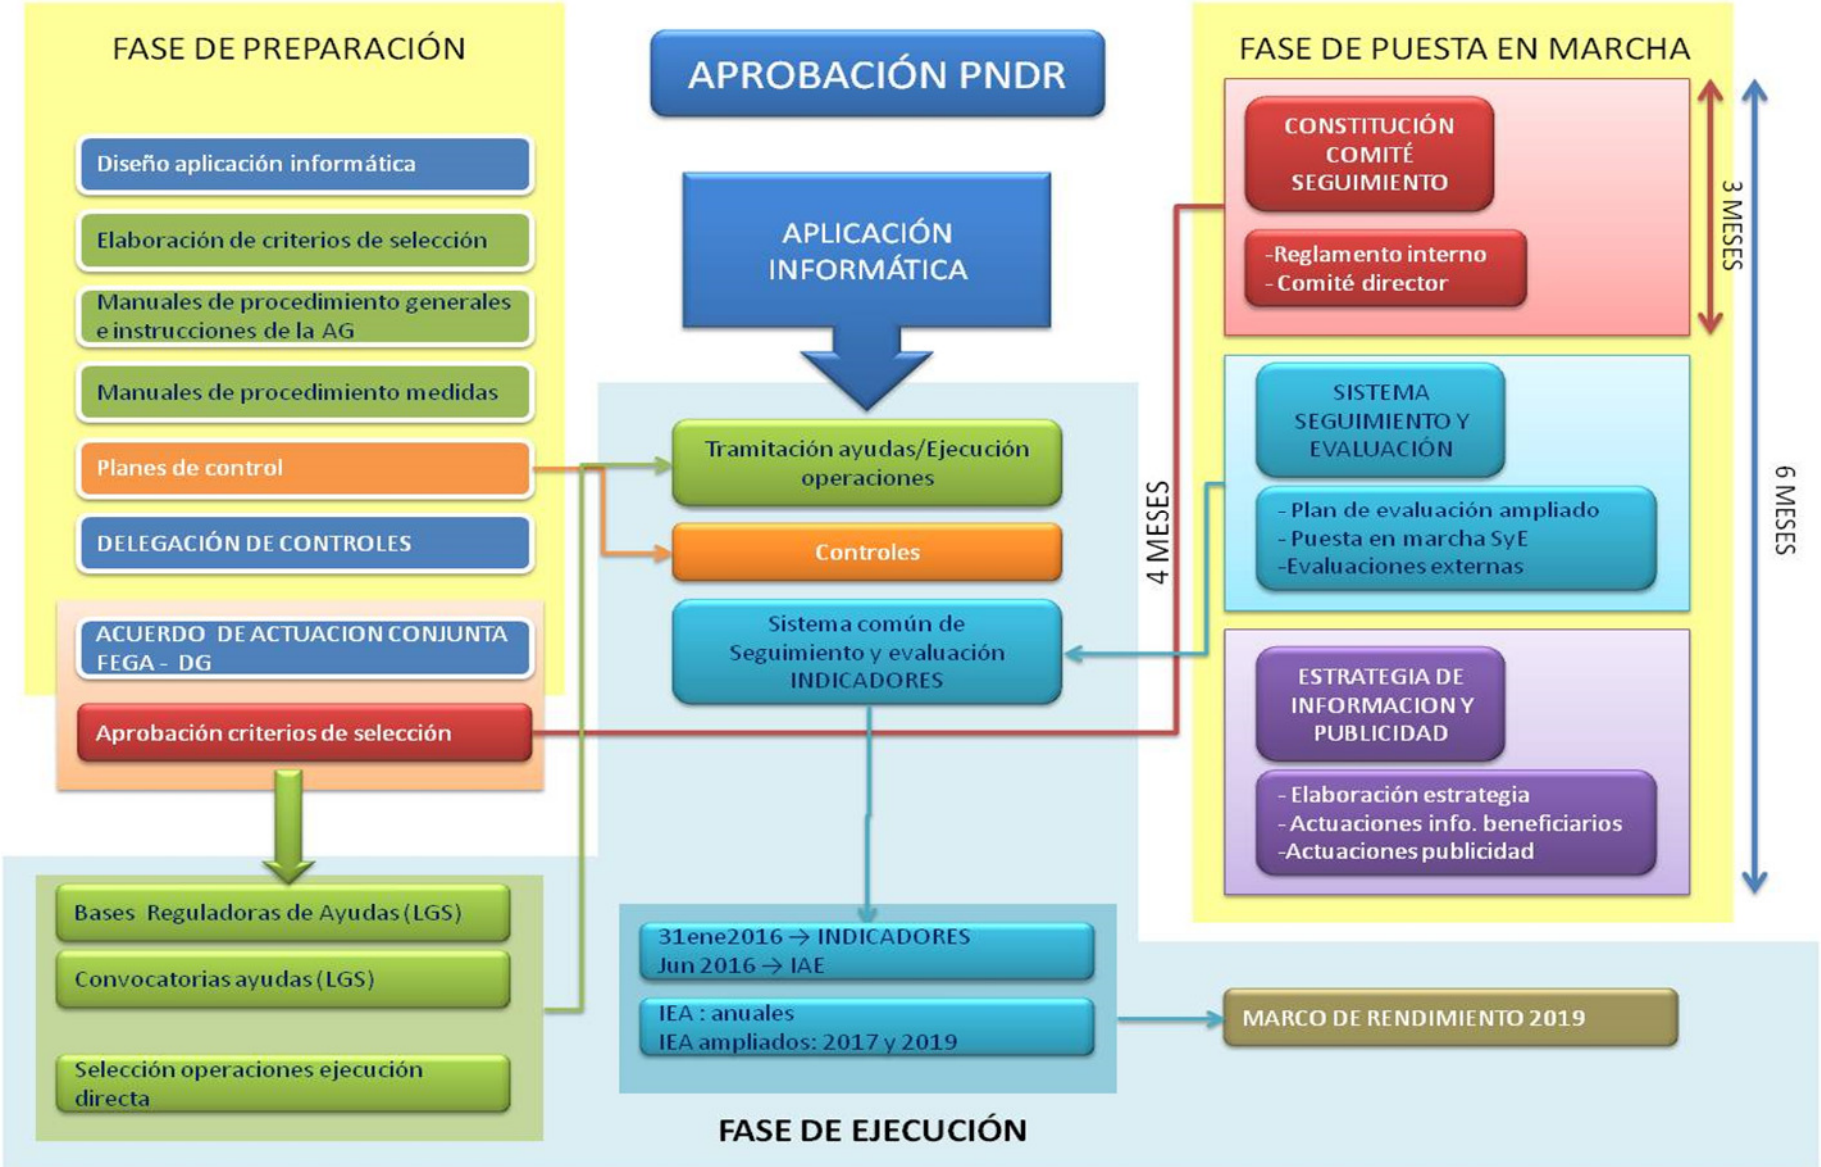 FASE DE PREPARACIÓN
Diseño aplicación informática
Elaboración de criterios de selección
Manuales de procedimiento generales
e instrucciones de la AG
Manuales de procedimiento medidas
Planes de control
DELEGACIÓN DE CONTROLES
ACUERDO DE ACTUACION CONJUNTA
FEGA - DG
Aprobación criterios de selección
Bases Reguladoras de Ayudas (LGS)
Convocatorias ayudas (LGS)
Selección operaciones ejecución
directa
APROBACIÓN PNDR
APLICACIÓN
INFORMÁTICA
Tramitación ayudas/Ejecución
operaciones
Controles
Sistema común de
Seguimiento y evaluación
INDICADORES
31ene2016 → INDICADORES
Jun 2016 → IAE
IEA : anuales
IEA ampliados: 2017 y 2019
FASE DE EJECUCIÓN
4 MESES
FASE DE PUESTA EN MARCHA
CONSTITUCIÓN
COMITÉ
SEGUIMIENTO
-Reglamento interno
- Comité director
3 MESES
SISTEMA
SEGUIMIENTO Y
EVALUACIÓN
- Plan de evaluación ampliado
- Puesta en marcha SyE
-Evaluaciones externas
6 MESES
ESTRATEGIA DE
INFORMACION Y
PUBLICIDAD
- Elaboración estrategia
- Actuaciones info. beneficiarios
-Actuaciones publicidad
MARCO DE RENDIMIENTO 2019